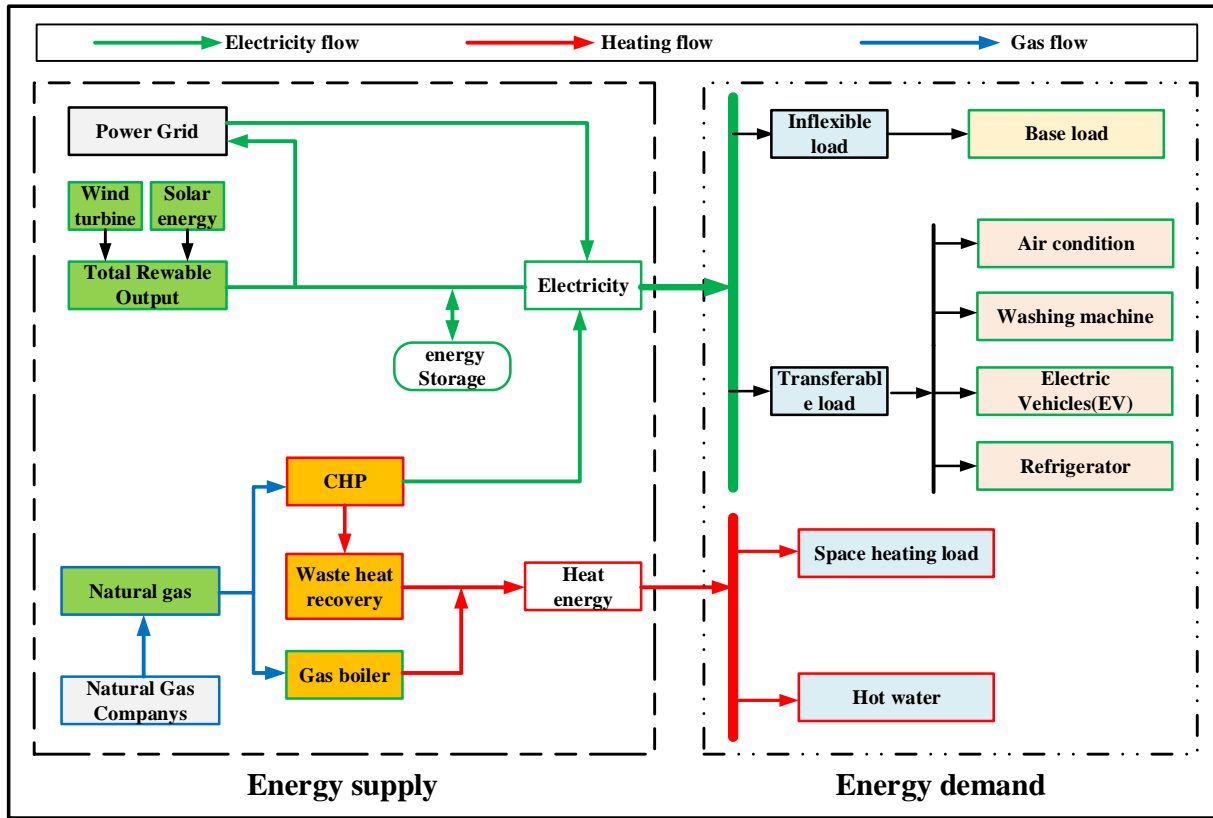 Electricity flow
Heating flow
Gas flow
Power Grid
Wind
turbine
Solar
energy
Total Rewable
Output
Electricity
energy
Storage
CHP
Waste heat
recovery
Natural gas
Heat
energy
Gas boiler
Natural Gas
Companys
Energy supply
Inflexible
load
Base load
Air condition
Washing machine
Transferabl
e load
Electric
Vehicles(EV)
Refrigerator
Space heating load
Hot water
Energy demand